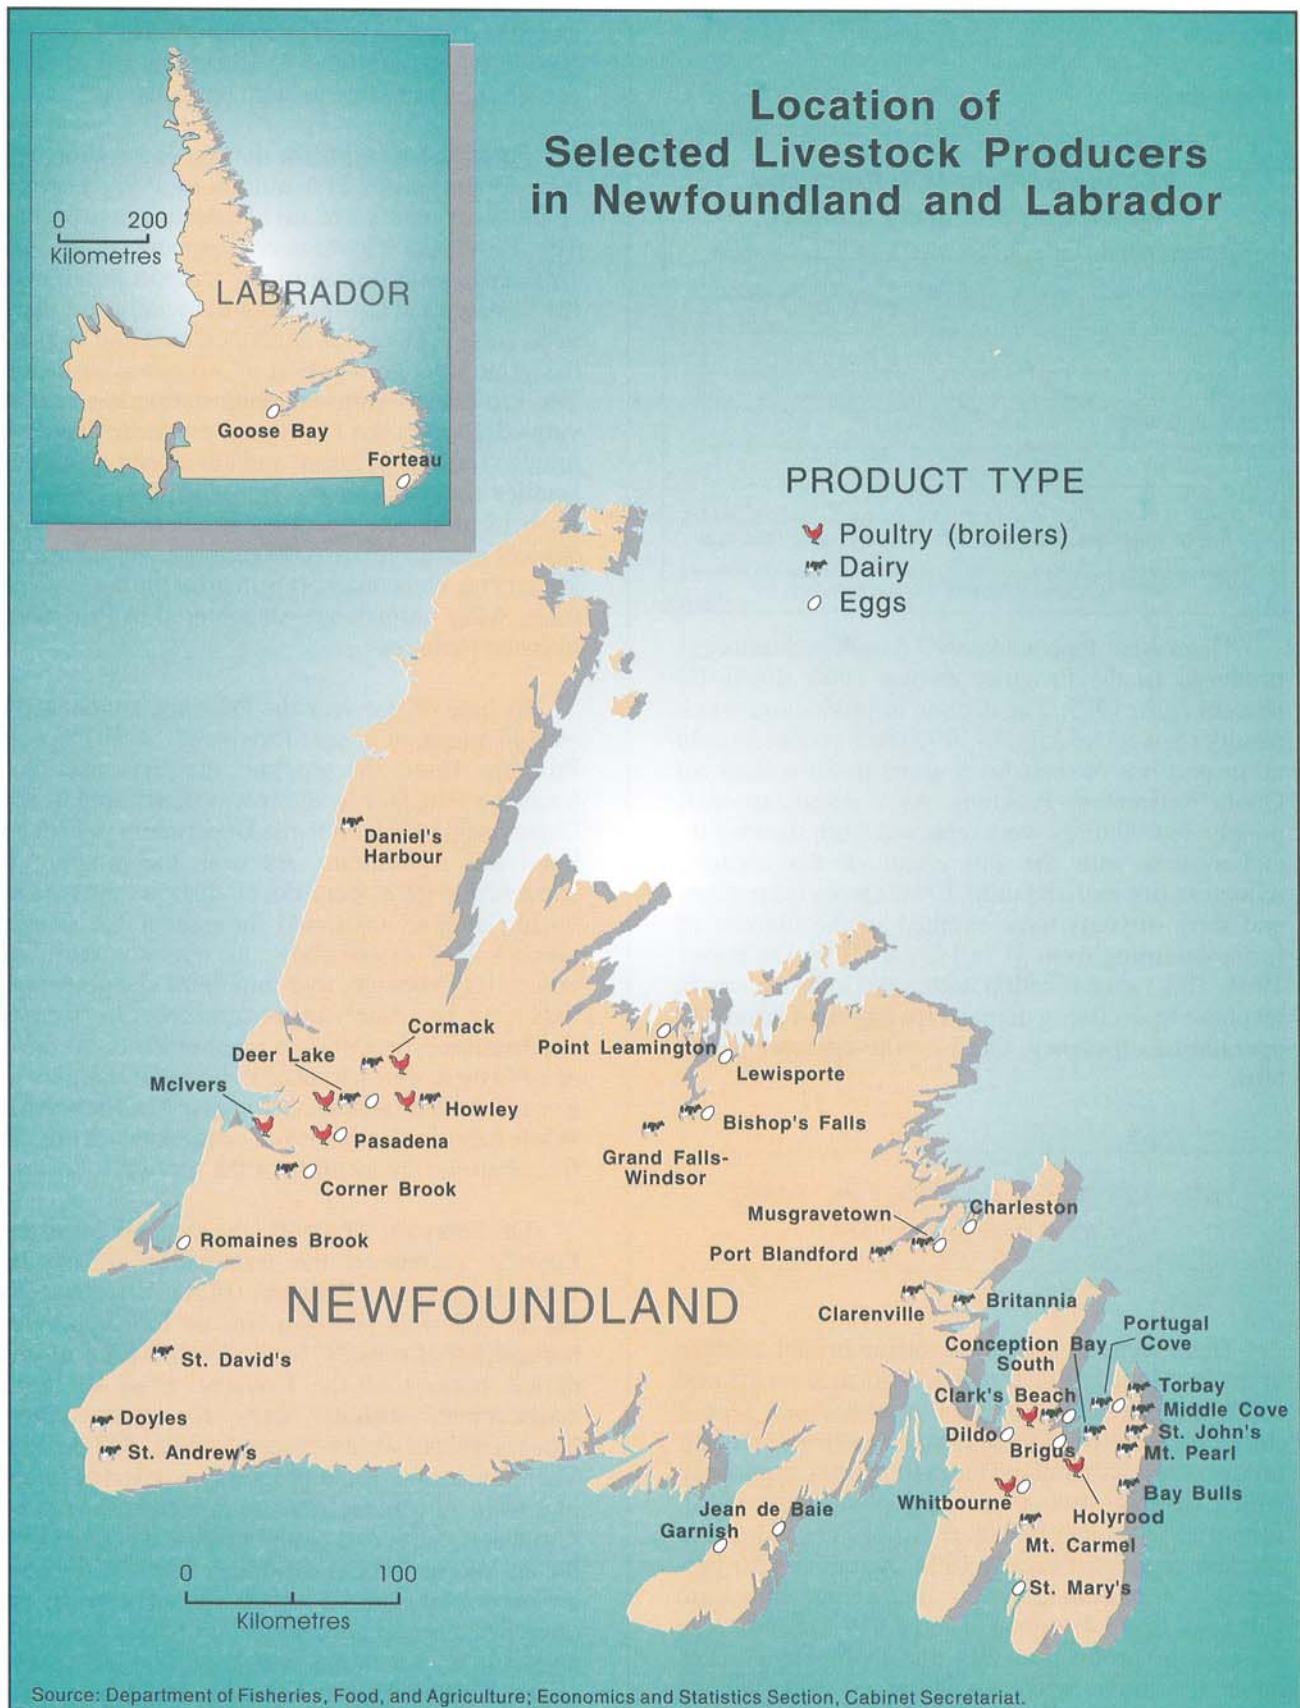 Location of
Selected Livestock Producers
in Newfoundland and Labrador
0 200
Kilometres
LABRADOR
Goose Bay
Forteau
PRODUCT TYPE
Poultry (broilers)
Dairy
Eggs
Daniel's
Harbour
Cormack
Deer Lake
McIvers
Howley
Pasadena
Corner Brook
Romaines Brook
Point Leamington
Lewisporte
Bishop's Falls
Grand Falls-
Windsor
Musgravetown
Charleston
Port Blandford
NEWFOUNDLAND
Clarenville
Britannia
Conception Bay
South
Portugal
Cove
St. David's
Doyles
St. Andrew's
Clark's Beach
Torbay
Middle Cove
Dildo
St. John's
Brigus
Mt. Pearl
Whitbourne
Bay Bulls
Holyrood
Jean de Baie
Garnish
Mt. Carmel
St. Mary's
0 100
Kilometres
Source: Department of Fisheries, Food, and Agriculture; Economics and Statistics Section, Cabinet Secretariat.